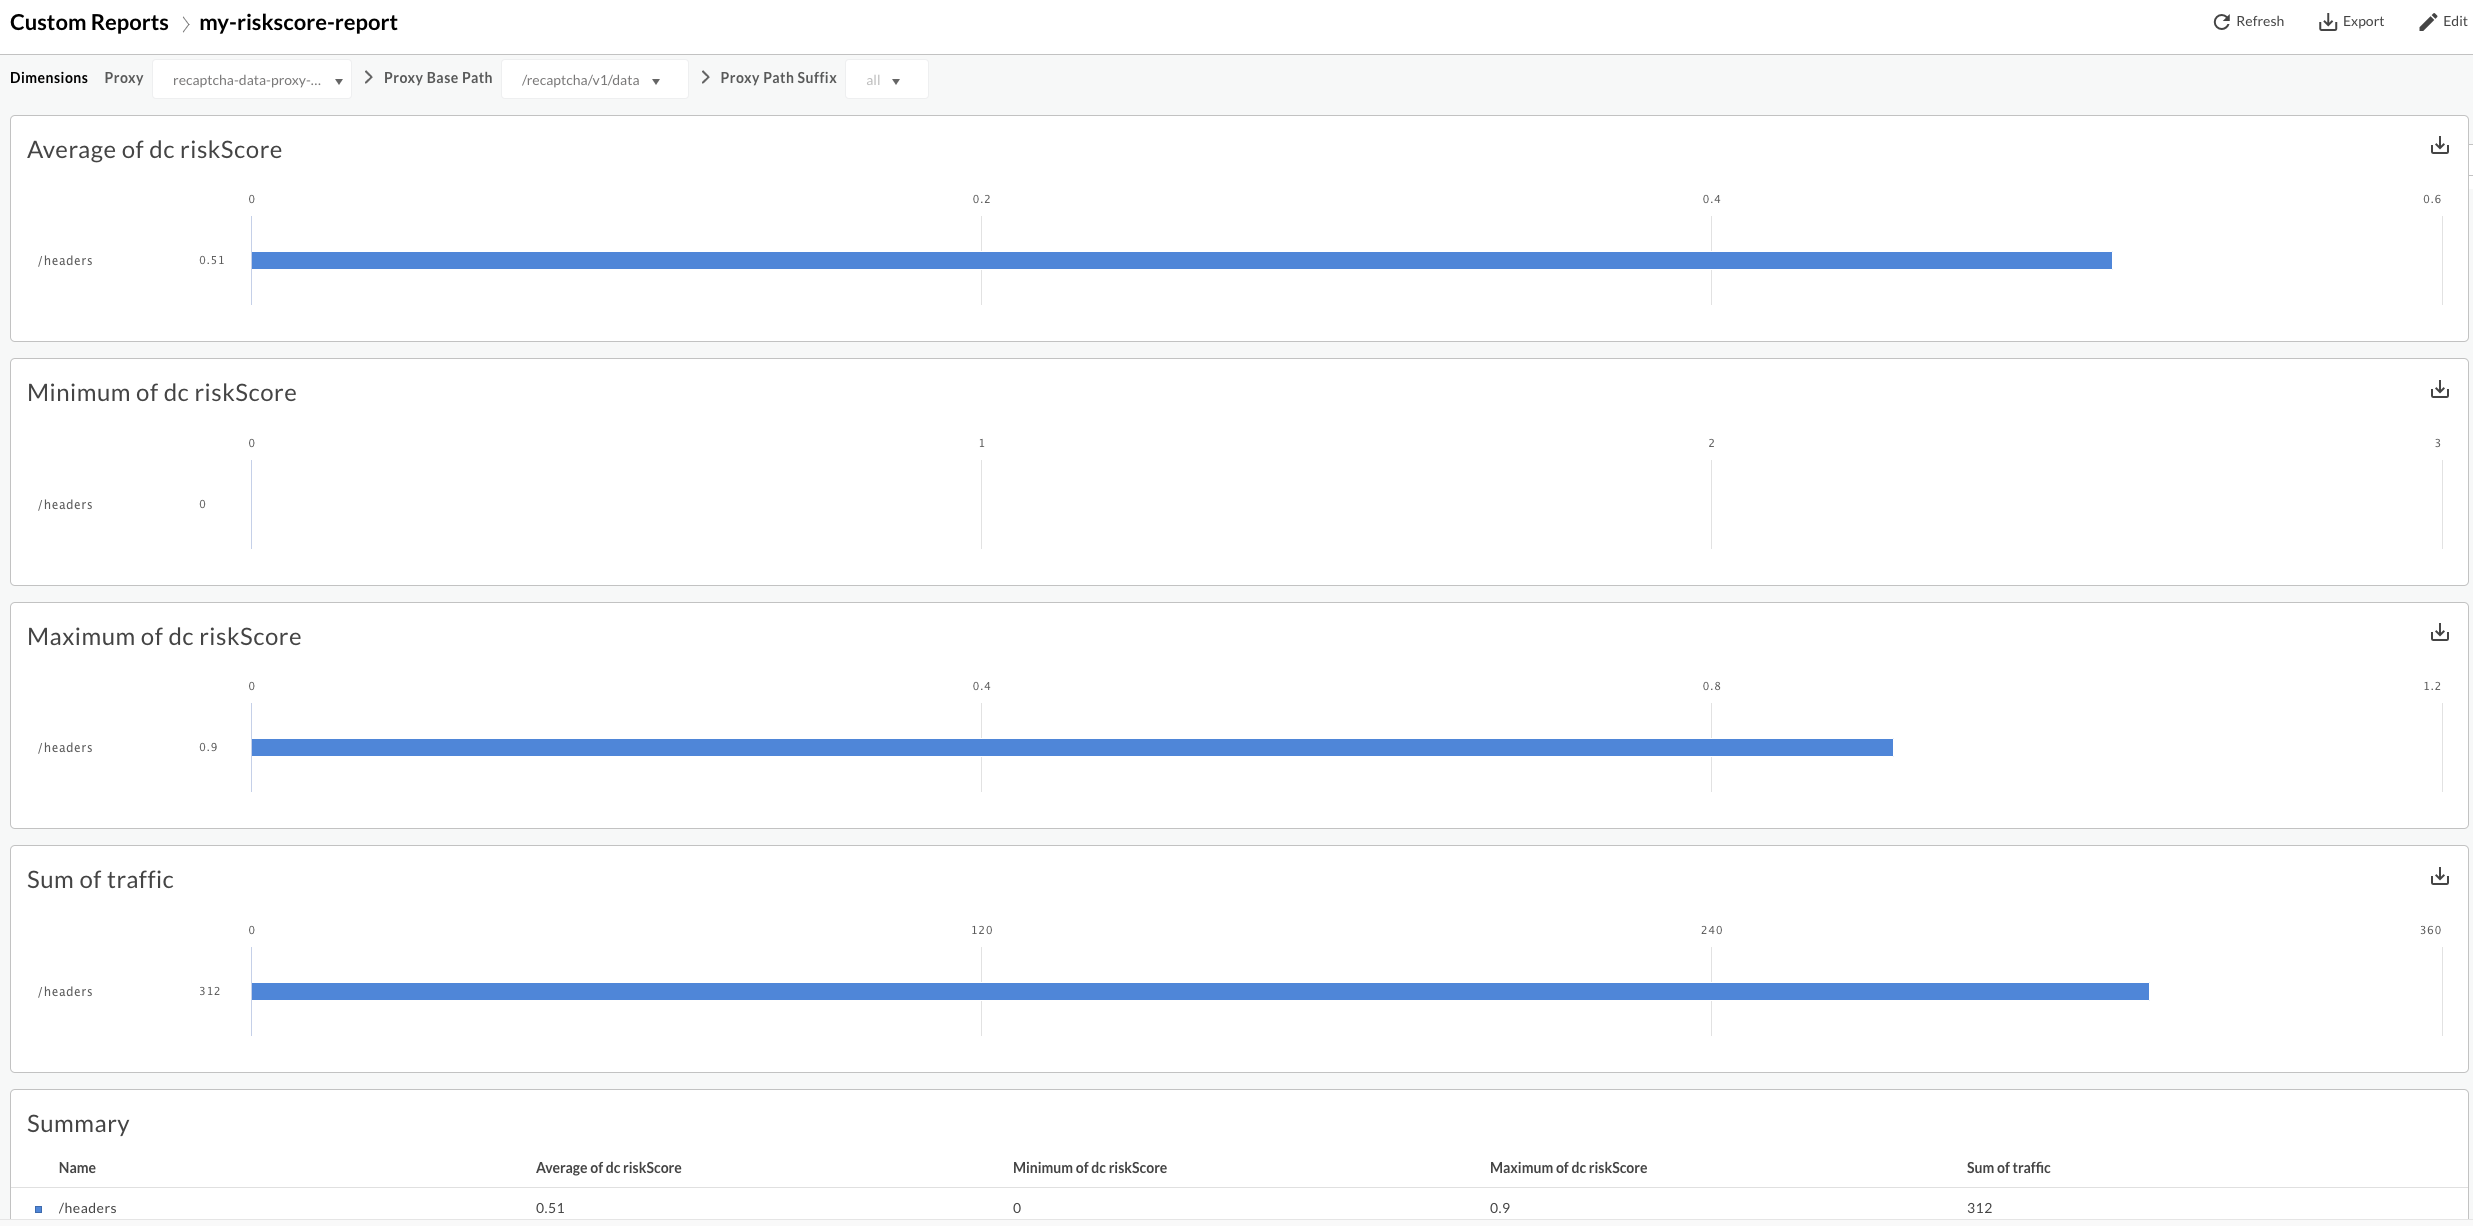 Custom Reports > my-riskscore-report Refresh Export Edit
Dimensions Proxy recaptcha-data-proxy-... > Proxy Base Path /recaptcha/v1/data > Proxy Path Suffix all
Average of dc riskScore
0 0.2 0.4 0.6
/headers 0.51
Minimum of dc riskScore
0 1 2 3
/headers 0
Maximum of dc riskScore
0 0.4 0.8 1.2
/headers 0.9
Sum of traffic
0 120 240 360
/headers 312
Summary
Name Average of dc riskScore Minimum of dc riskScore Maximum of dc riskScore Sum of traffic
/headers 0.51 0 0.9 312